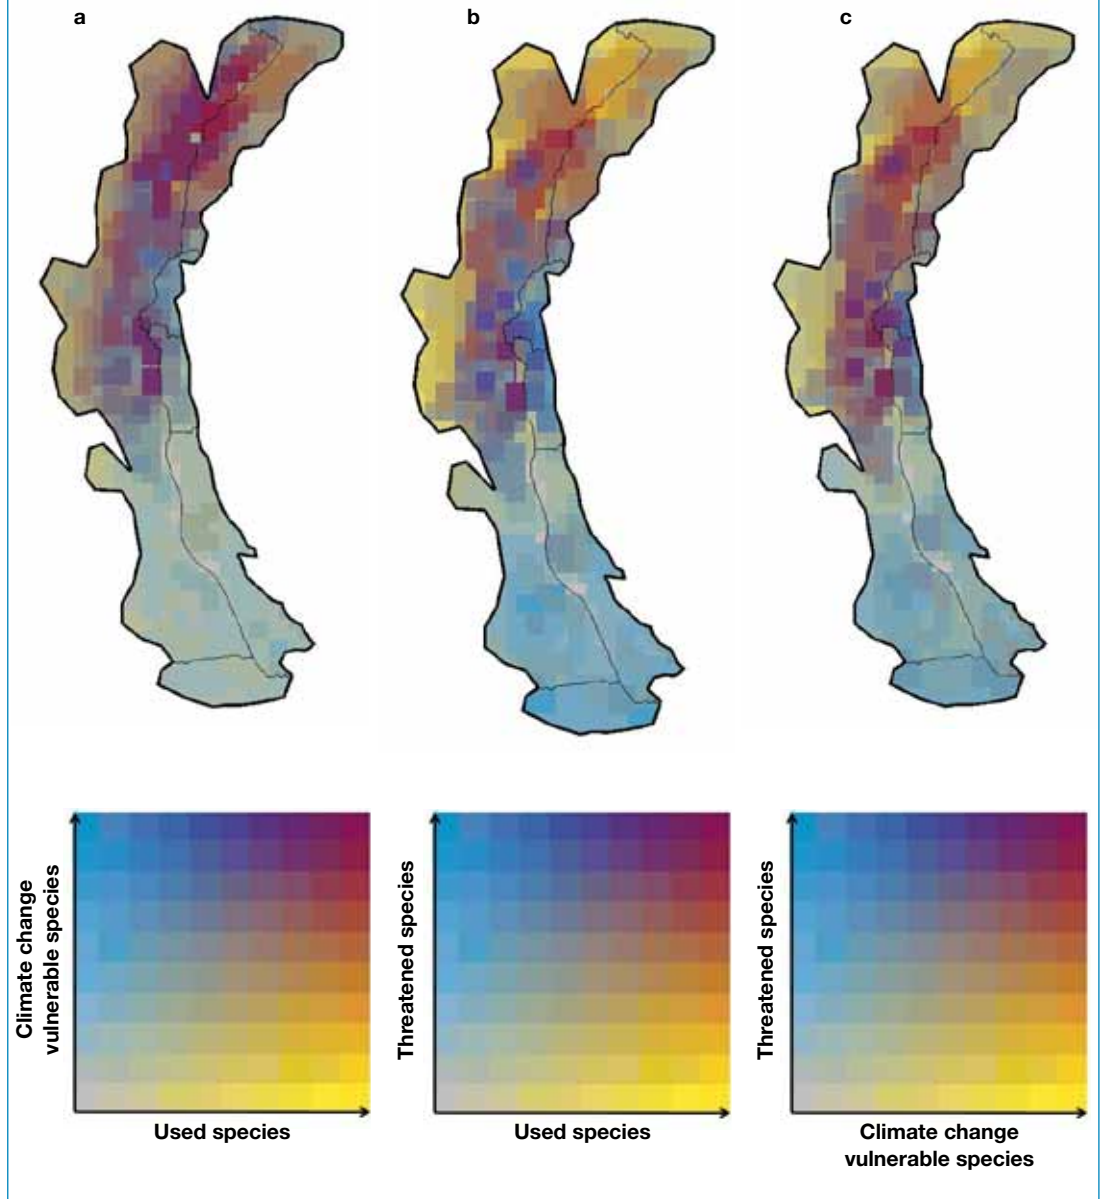 a
b
c
Climate change
vulnerable species
Used species
Threatened species
Used species
Threatened species
Climate change
vulnerable species